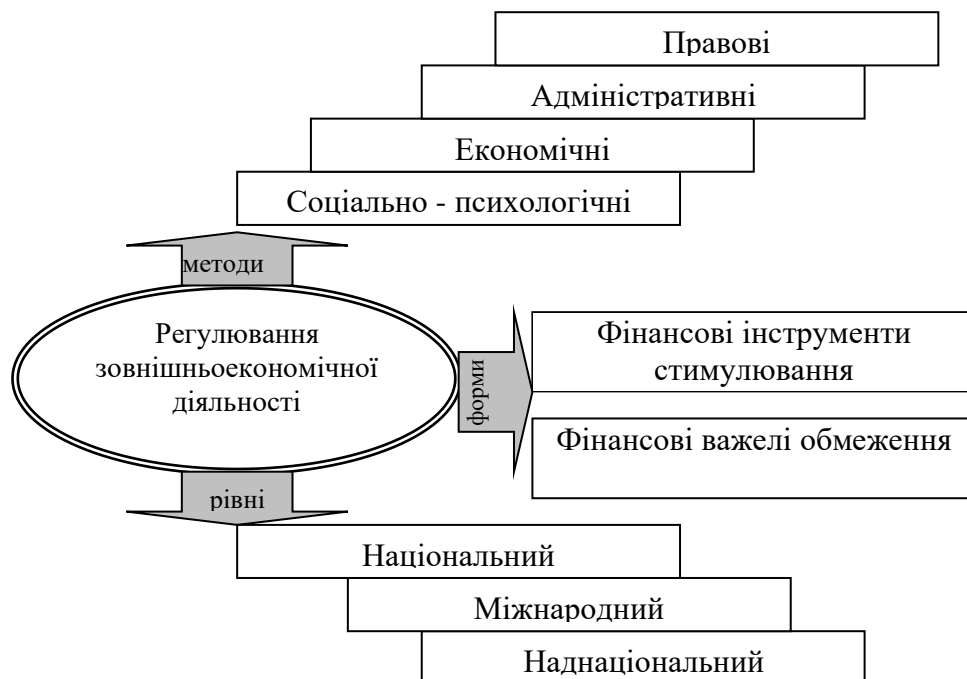 Правові
Адміністративні
Економічні
Соціально - психологічні
методи
Регулювання
зовнішньоекономічної
діяльності
форми
Фінансові інструменти
стимулювання
Фінансові важелі обмеження
рівні
Національний
Міжнародний
Наднаціональний